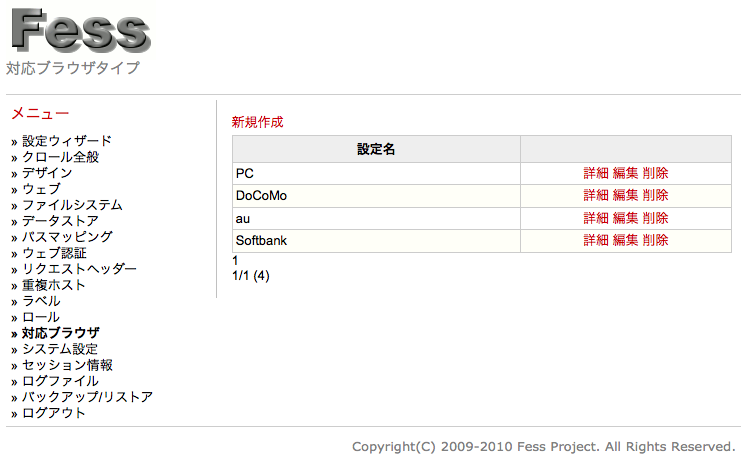 Fess
対応ブラウザタイプ
メニュー
» 設定ウィザード
» クロール全般
» デザイン
» ウェブ
» ファイルシステム
» データストア
» パスマッピング
» ウェブ認証
» リクエストヘッダー
» 重複ホスト
» ラベル
» ロール
» 対応ブラウザ
» システム設定
» セッション情報
» ログファイル
» バックアップ/リストア
» ログアウト
新規作成
設定名
PC 詳細 編集 削除
DoCoMo 詳細 編集 削除
au 詳細 編集 削除
Softbank 詳細 編集 削除
1
1/1 (4)
Copyright(C) 2009-2010 Fess Project. All Rights Reserved.